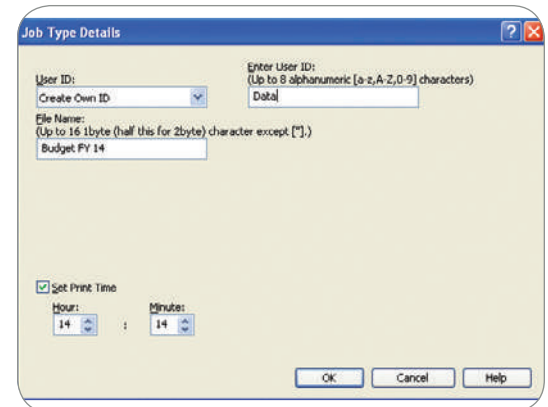 Job Type Details
User ID:
Create Own ID
Enter User ID:
(Up to 8 alphanumeric [a-z,A-Z,0-9] characters)
Data
File Name:
(Up to 16 1byte (half this for 2byte) character except ["].)
Budget FY 14
Set Print Time
Hour: Minute:
14 : 14
OK Cancel Help